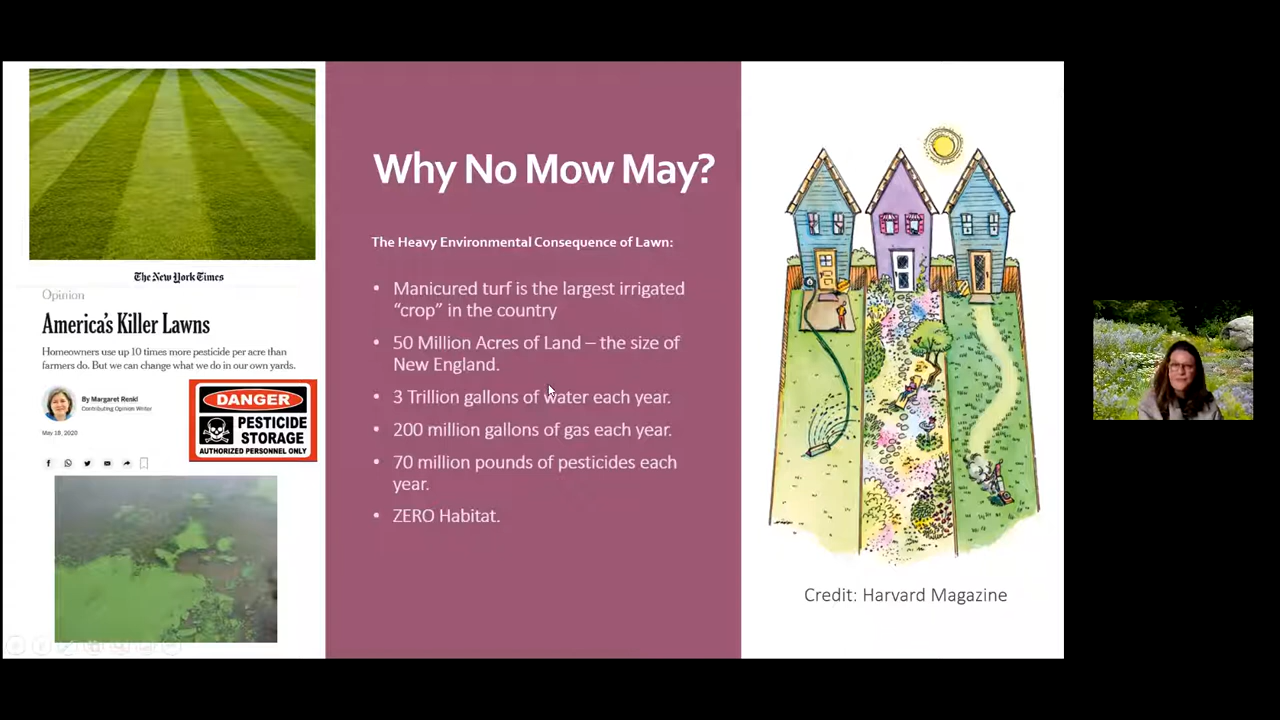 The New York Times
Opinion
America's Killer Lawns
Homeowners use up 10 times more pesticide per acre than
farmers do. But we can change what we do in our own yards.
By Margaret Renkl
Contributing Opinion Writer
May 18, 2020
DANGER
PESTICIDE
STORAGE
AUTHORIZED PERSONNEL ONLY
Why No Mow May?
The Heavy Environmental Consequence of Lawn:
• Manicured turf is the largest irrigated
“crop” in the country
• 50 Million Acres of Land – the size of
New England.
• 3 Trillion gallons of water each year.
• 200 million gallons of gas each year.
• 70 million pounds of pesticides each
year.
• ZERO Habitat.
Credit: Harvard Magazine